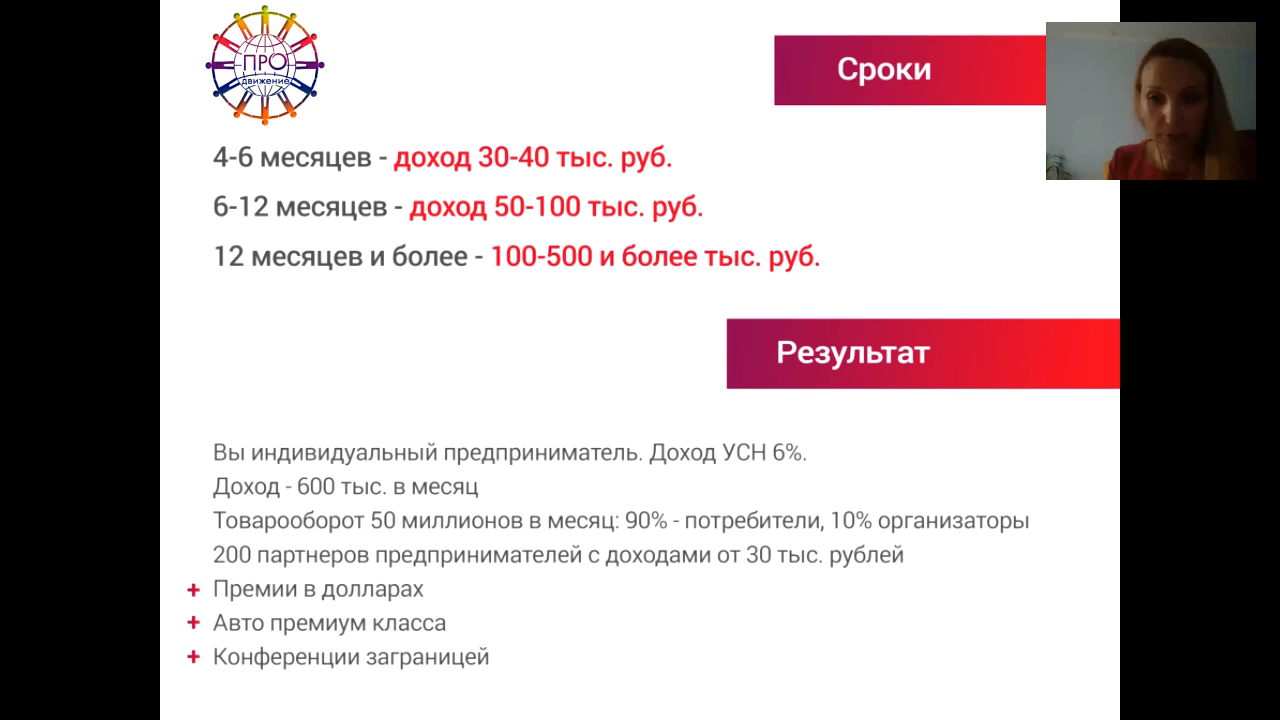 ПРО
движение
Сроки
4-6 месяцев - доход 30-40 тыс. руб.
6-12 месяцев - доход 50-100 тыс. руб.
12 месяцев и более - 100-500 и более тыс. руб.
Результат
Вы индивидуальный предприниматель. Доход УСН 6%.
Доход - 600 тыс. в месяц
Товарооборот 50 миллионов в месяц: 90% - потребители, 10% организаторы
200 партнеров предпринимателей с доходами от 30 тыс. рублей
+ Премии в долларах
+ Авто премиум класса
+ Конференции заграницей